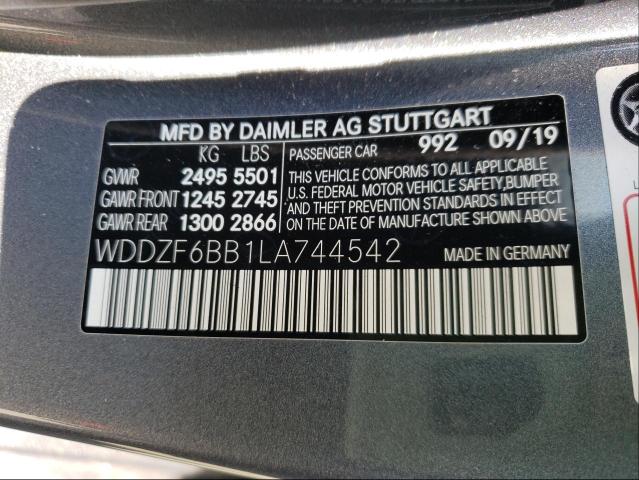 MFD BY DAIMLER AG STUTTGART
KG LBS
GVWR 2495 5501
GAWR FRONT 1245 2745
GAWR REAR 1300 2866
PASSENGER CAR 992 09/19
THIS VEHICLE CONFORMS TO ALL APPLICABLE
U.S. FEDERAL MOTOR VEHICLE SAFETY, BUMPER
AND THEFT PREVENTION STANDARDS IN EFFECT
ON THE DATE OF MANUFACTURE SHOWN ABOVE.
WDDZF6BB1LA744542
MADE IN GERMANY